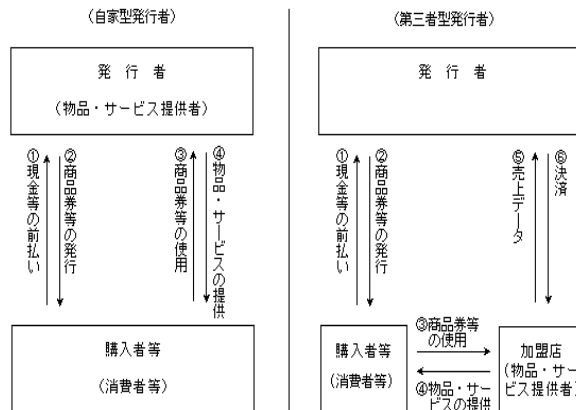 (自家型発行者)
発 行 者
(物品・サービス提供者)
①現金等の前払い
②商品券等の発行
③商品券等の使用
④物品・サービスの提供
購入者等
(消費者等)
(第三者型発行者)
発 行 者
①現金等の前払い
②商品券等の発行
⑤売上データ
⑥決済
購入者等
(消費者等)
③商品券等
の使用
④物品・サー
ビスの提供
加盟店
(物品・サー
ビス提供者)